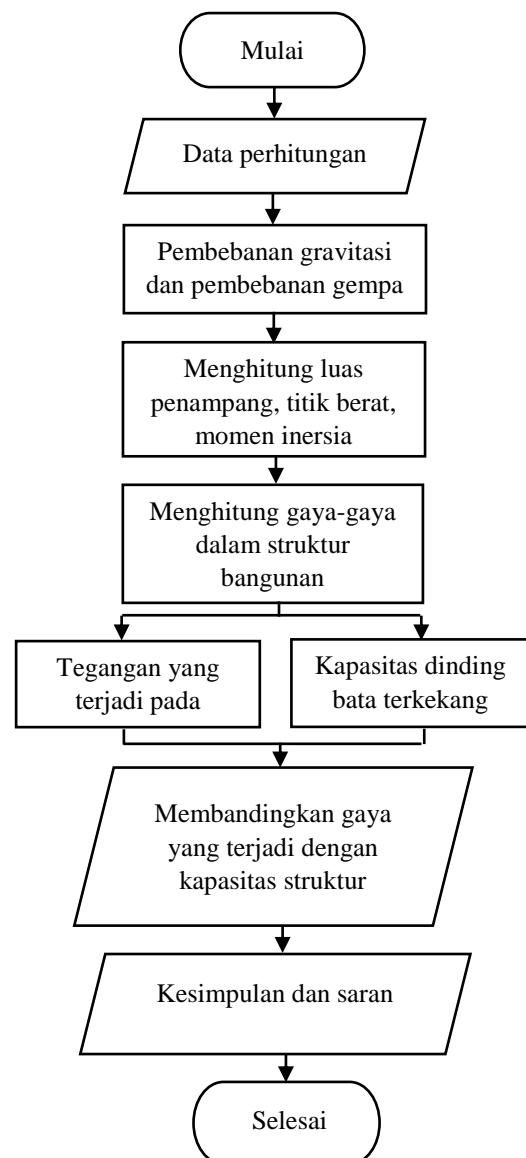 Mulai
Data perhitungan
Pembebanan gravitasi
dan pembebanan gempa
Menghitung luas
penampang, titik berat,
momen inersia
Menghitung gaya-gaya
dalam struktur
bangunan
Tegangan yang
terjadi pada
Kapasitas dinding
bata terkekang
Membandingkan gaya
yang terjadi dengan
kapasitas struktur
Kesimpulan dan saran
Selesai